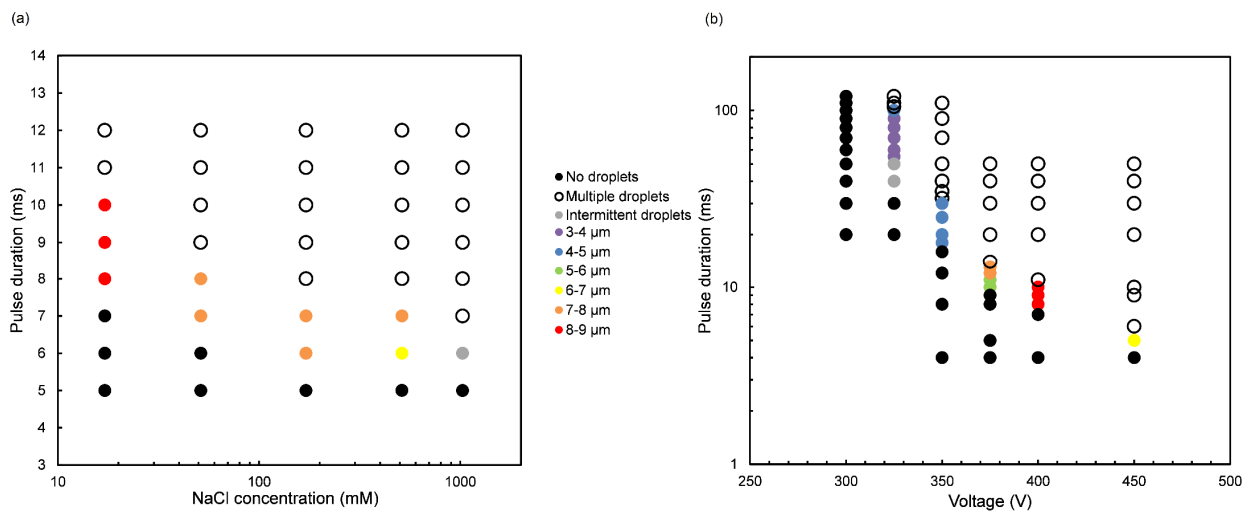 (a)
14
13
12
11
10
9
8
7
6
5
4
3
Pulse duration (ms)
10
100
1000
NaCl concentration (mM)
No droplets
Multiple droplets
Intermittent droplets
3-4 µm
4-5 µm
5-6 µm
6-7 µm
7-8 µm
8-9 µm
(b)
100
10
1
Pulse duration (ms)
250
300
350
400
450
500
Voltage (V)